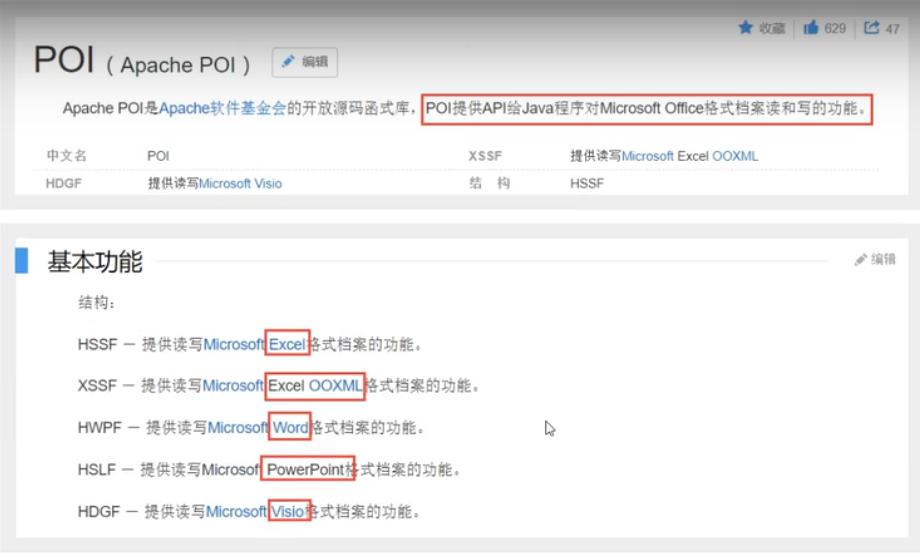 收藏 629 47
POI ( Apache POI ) 编辑
Apache POI是Apache软件基金会的开放源码函式库，POI提供API给Java程序对Microsoft Office格式档案读和写的功能。
中文名 POI XSSF 提供读写Microsoft Excel OOXML
HDGF 提供读写Microsoft Visio 结 构 HSSF
基本功能 编辑
结构：
HSSF － 提供读写Microsoft Excel格式档案的功能。
XSSF － 提供读写Microsoft Excel OOXML格式档案的功能。
HWPF － 提供读写Microsoft Word格式档案的功能。
HSLF － 提供读写Microsoft PowerPoint格式档案的功能。
HDGF － 提供读写Microsoft Visio格式档案的功能。